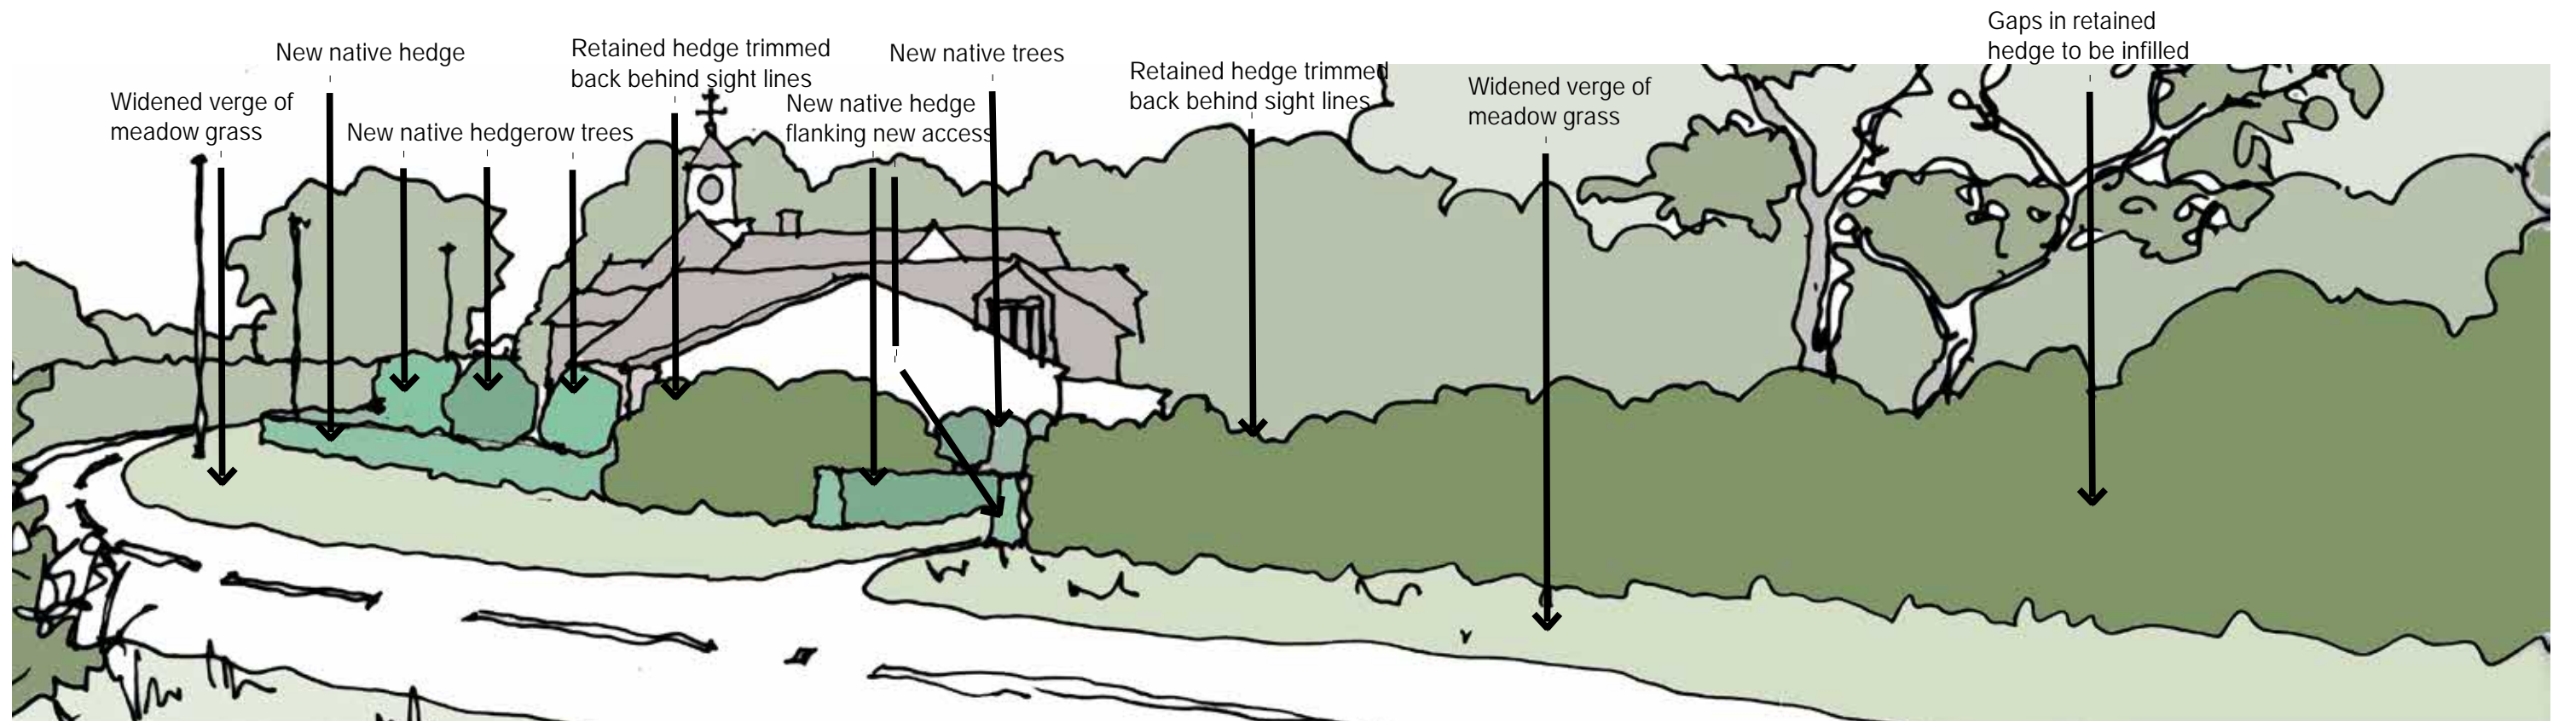 Widened verge of
meadow grass
New native hedge
New native hedgerow trees
Retained hedge trimmed
back behind sight lines
New native hedge
flanking new access
New native trees
Retained hedge trimmed
back behind sight lines
Widened verge of
meadow grass
Gaps in retained
hedge to be infilled